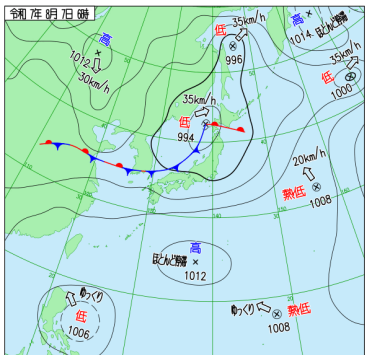 令和 7年 8月 7日 6時
低
35km/h
996
高
1014 ほとんど停滞
高
1012
30km/h
低
35km/h
1000
35km/h
低
994
20km/h
熱低
1008
高
ほとんど停滞
1012
ゆっくり
低
1006
ゆっくり
熱低
1008